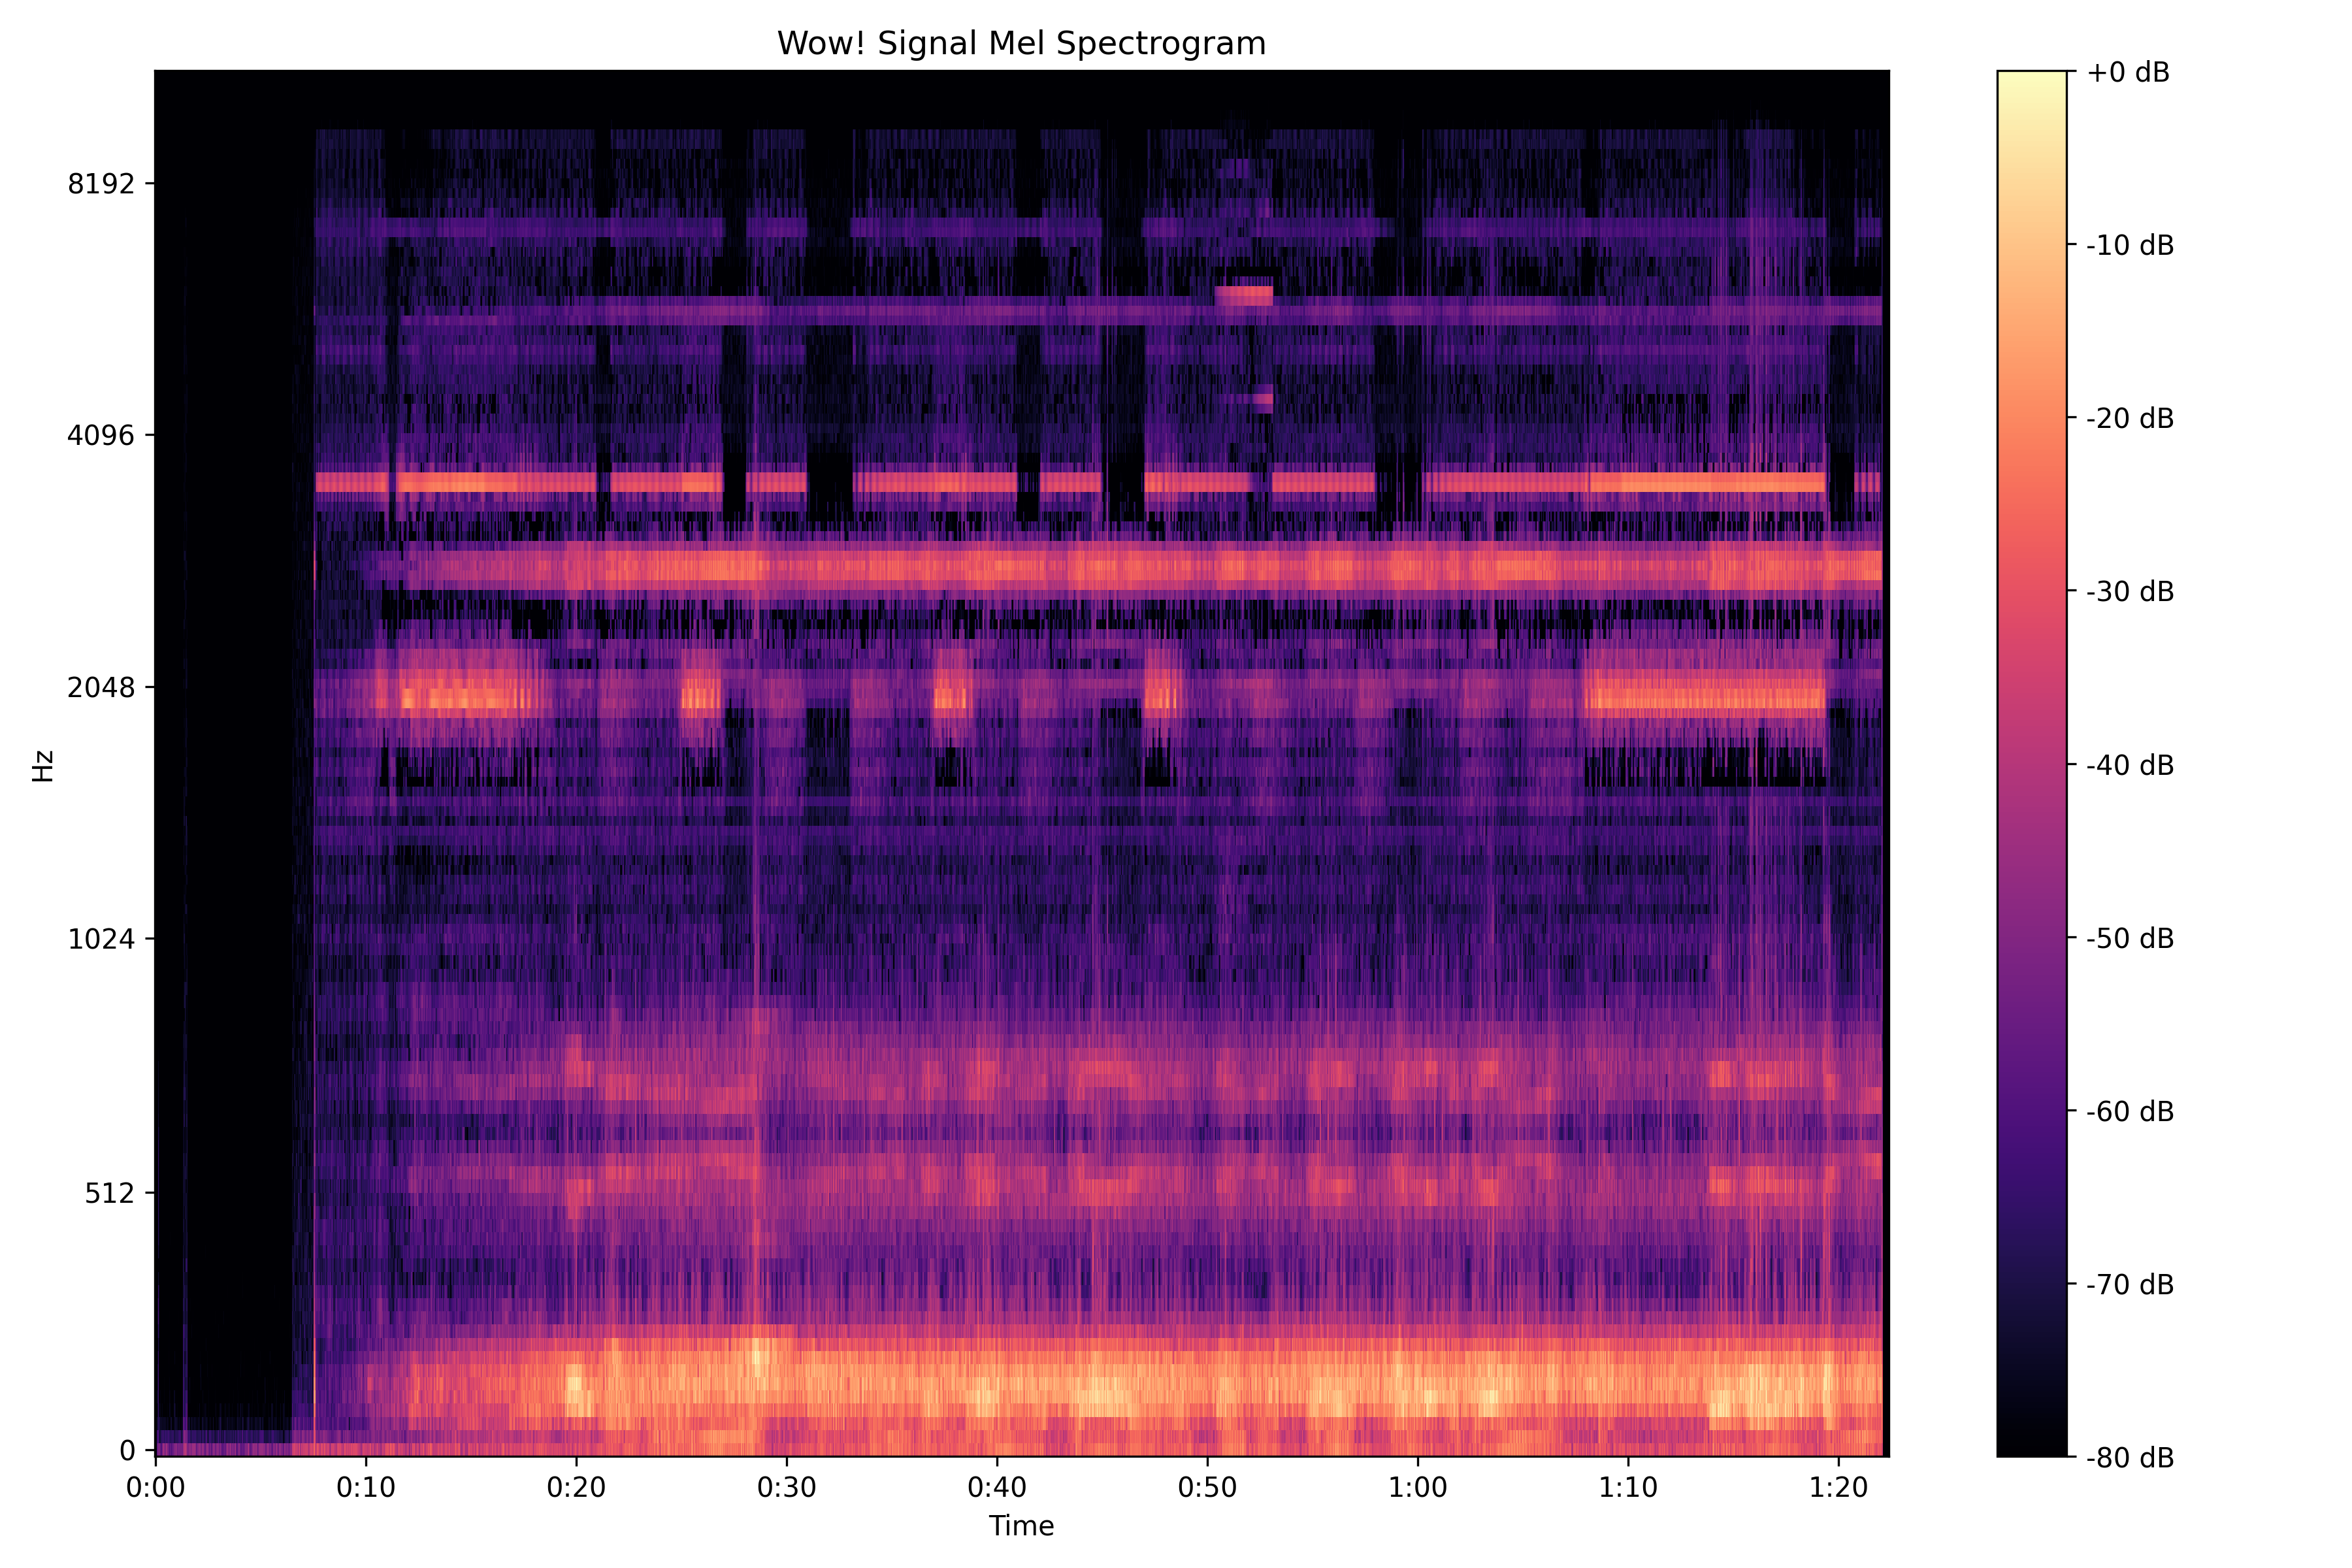 Wow! Signal Mel Spectrogram
Hz
8192
4096
2048
1024
512
0
0:00 0:10 0:20 0:30 0:40 0:50 1:00 1:10 1:20
Time
+0 dB
-10 dB
-20 dB
-30 dB
-40 dB
-50 dB
-60 dB
-70 dB
-80 dB